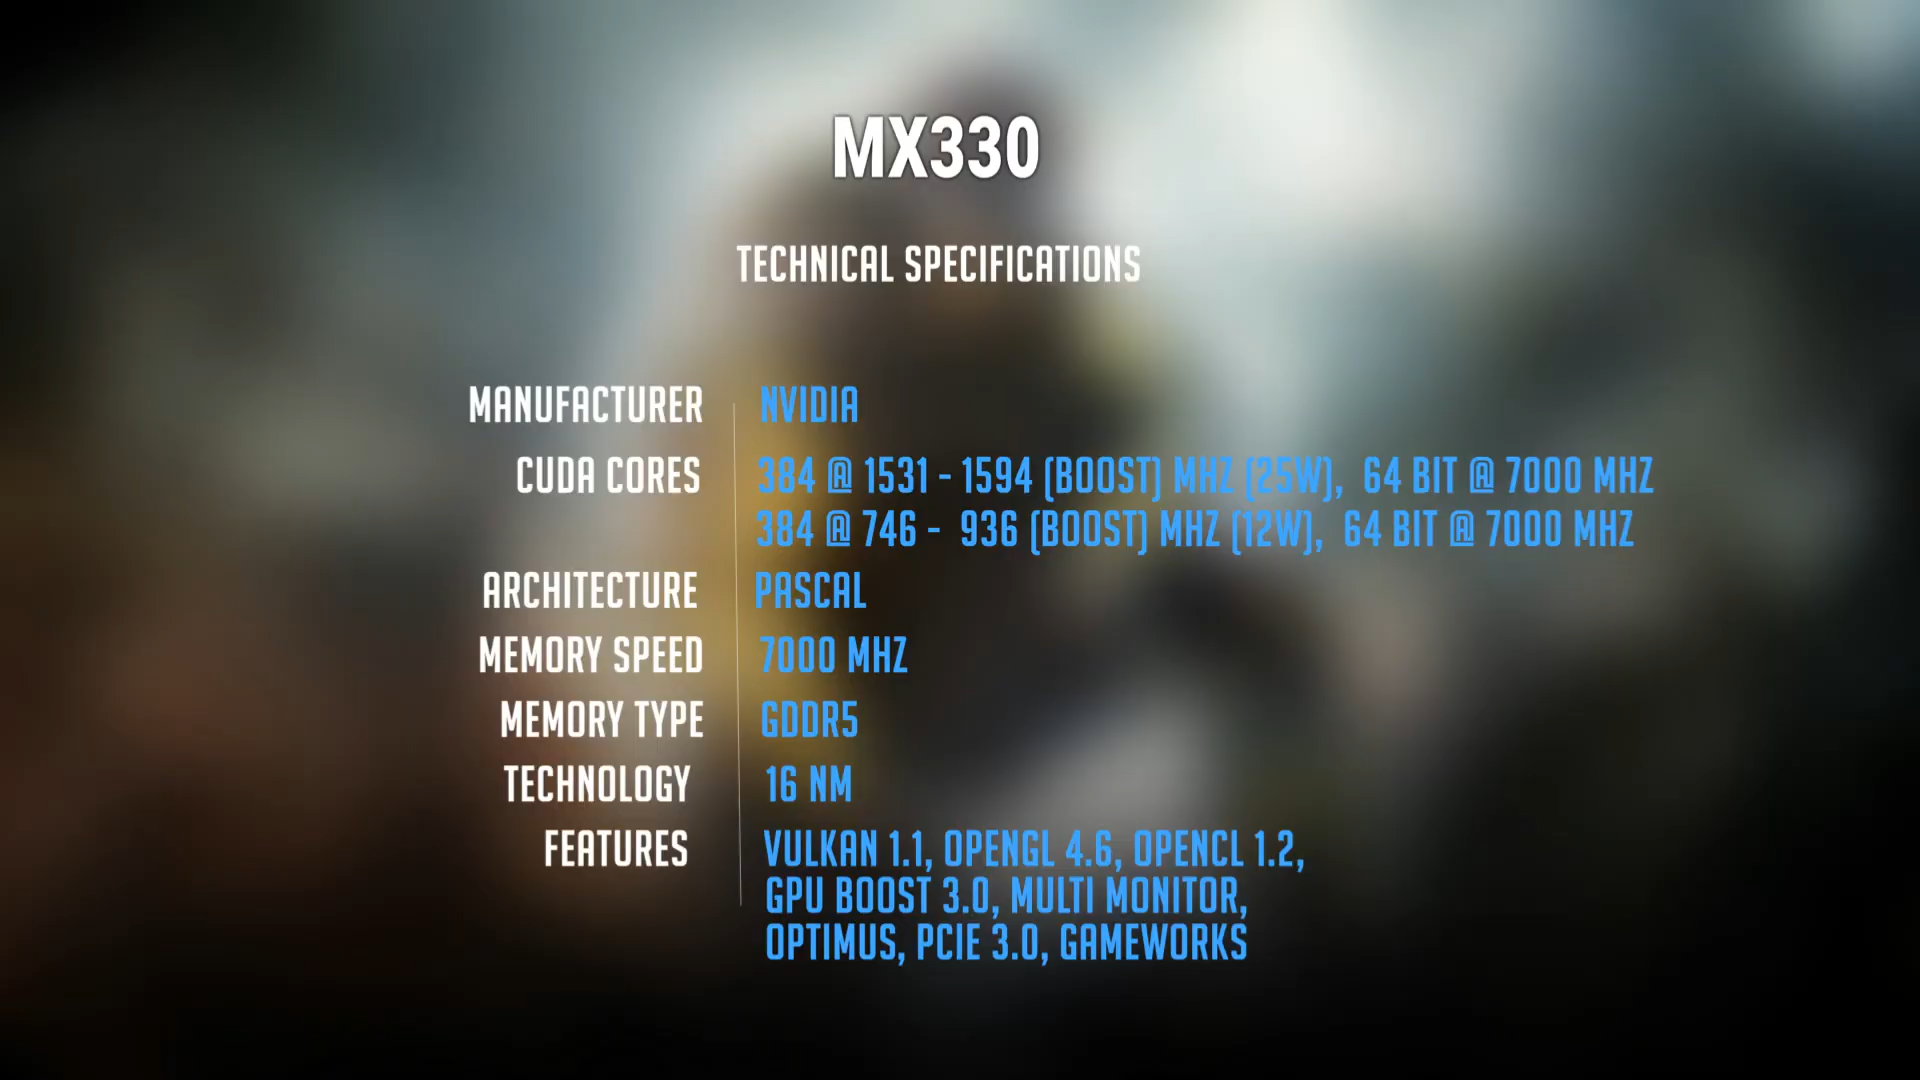 MX330
TECHNICAL SPECIFICATIONS
MANUFACTURER NVIDIA
CUDA CORES 384 @ 1531 - 1594 (BOOST) MHZ (25W), 64 BIT @ 7000 MHZ
384 @ 746 - 936 (BOOST) MHZ (12W), 64 BIT @ 7000 MHZ
ARCHITECTURE PASCAL
MEMORY SPEED 7000 MHZ
MEMORY TYPE GDDR5
TECHNOLOGY 16 NM
FEATURES VULKAN 1.1, OPENGL 4.6, OPENCL 1.2,
GPU BOOST 3.0, MULTI MONITOR,
OPTIMUS, PCIE 3.0, GAMEWORKS